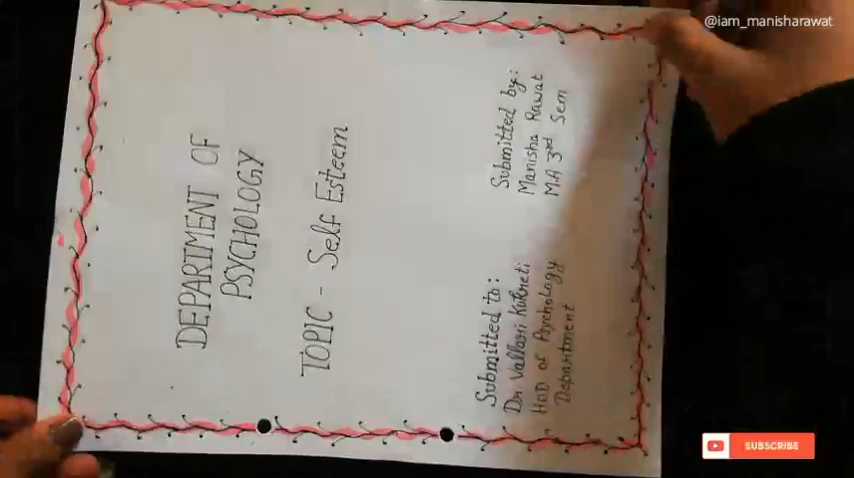 @iam_manisharawat
DEPARTMENT OF
PSYCHOLOGY
TOPIC - Self Esteem
Submitted to:
Dr Vallari Kukreti
HOD of Psychology
Department
Submitted by:
Manisha Rawat
M.A 3rd Sem
SUBSCRIBE